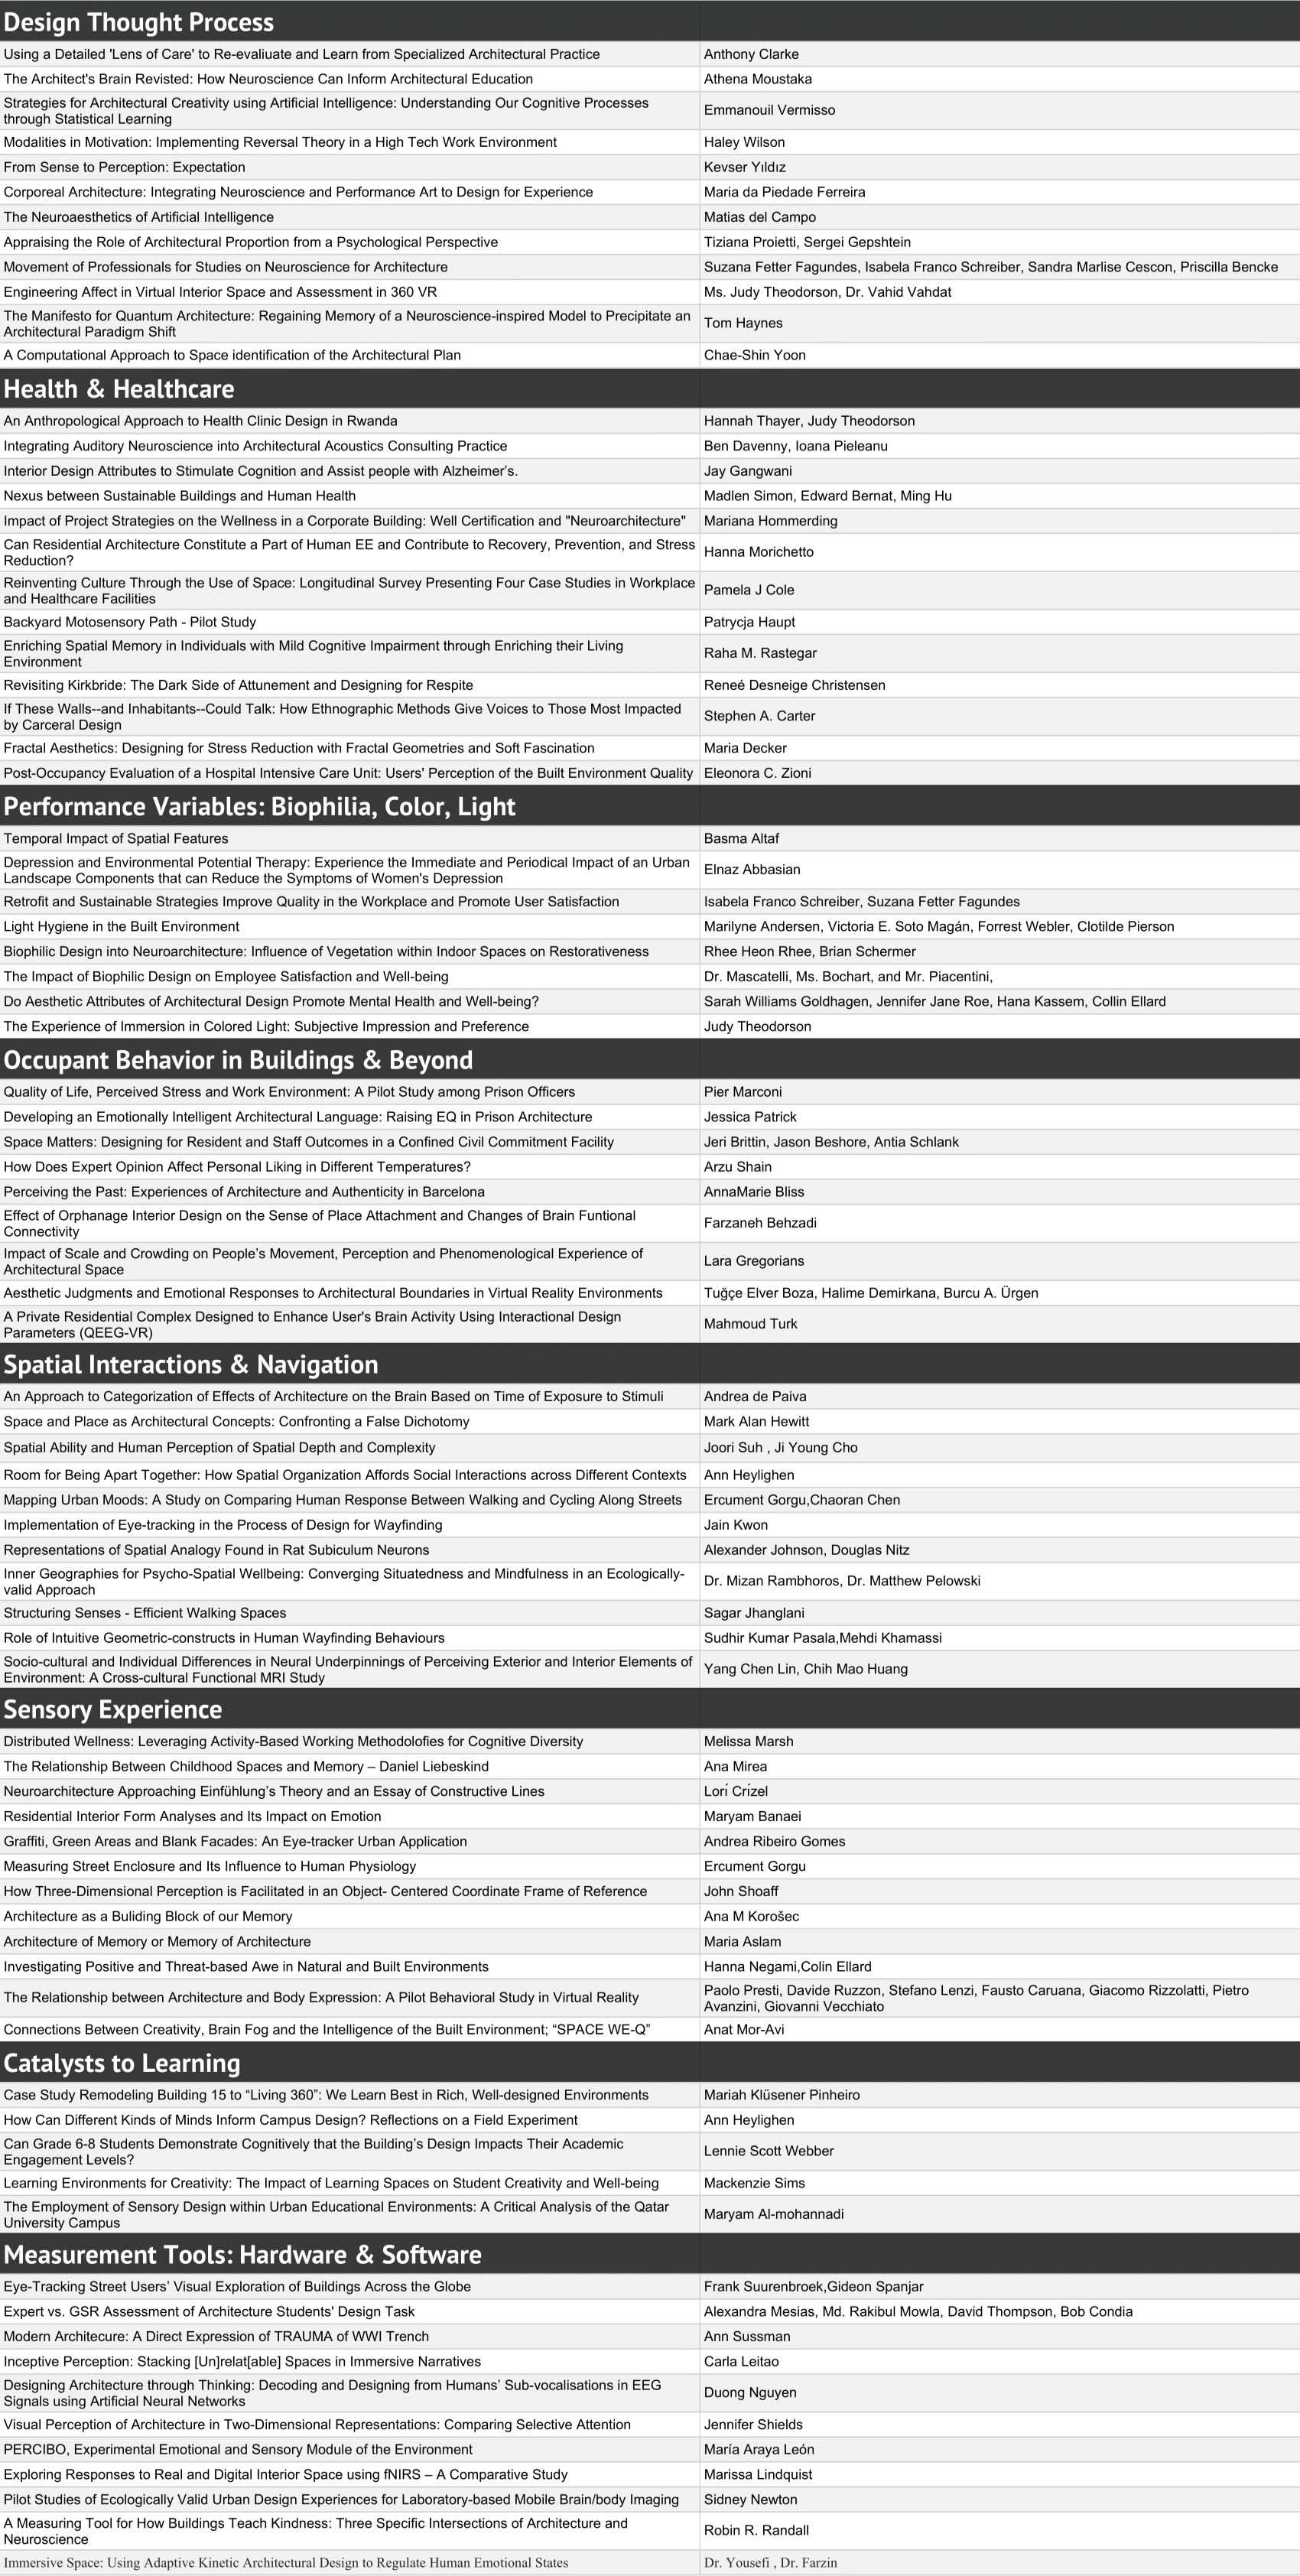 Design Thought Process
Using a Detailed 'Lens of Care' to Re-evaliuate and Learn from Specialized Architectural Practice Anthony Clarke
The Architect's Brain Revisted: How Neuroscience Can Inform Architectural Education Athena Moustaka
Strategies for Architectural Creativity using Artificial Intelligence: Understanding Our Cognitive Processes
through Statistical Learning Emmanouil Vermisso
Modalities in Motivation: Implementing Reversal Theory in a High Tech Work Environment Haley Wilson
From Sense to Perception: Expectation Kevser Yıldız
Corporeal Architecture: Integrating Neuroscience and Performance Art to Design for Experience Maria da Piedade Ferreira
The Neuroaesthetics of Artificial Intelligence Matias del Campo
Appraising the Role of Architectural Proportion from a Psychological Perspective Tiziana Proietti, Sergei Gepshtein
Movement of Professionals for Studies on Neuroscience for Architecture Suzana Fetter Fagundes, Isabela Franco Schreiber, Sandra Marlise Cescon, Priscilla Bencke
Engineering Affect in Virtual Interior Space and Assessment in 360 VR Ms. Judy Theodorson, Dr. Vahid Vahdat
The Manifesto for Quantum Architecture: Regaining Memory of a Neuroscience-inspired Model to Precipitate an
Architectural Paradigm Shift Tom Haynes
A Computational Approach to Space identification of the Architectural Plan Chae-Shin Yoon
Health & Healthcare
An Anthropological Approach to Health Clinic Design in Rwanda Hannah Thayer, Judy Theodorson
Integrating Auditory Neuroscience into Architectural Acoustics Consulting Practice Ben Davenny, Ioana Pieleanu
Interior Design Attributes to Stimulate Cognition and Assist people with Alzheimer's. Jay Gangwani
Nexus between Sustainable Buildings and Human Health Madlen Simon, Edward Bernat, Ming Hu
Impact of Project Strategies on the Wellness in a Corporate Building: Well Certification and "Neuroarchitecture" Mariana Hommerding
Can Residential Architecture Constitute a Part of Human EE and Contribute to Recovery, Prevention, and Stress
Reduction? Hanna Morichetto
Reinventing Culture Through the Use of Space: Longitudinal Survey Presenting Four Case Studies in Workplace
and Healthcare Facilities Pamela J Cole
Backyard Motosensory Path - Pilot Study Patrycja Haupt
Enriching Spatial Memory in Individuals with Mild Cognitive Impairment through Enriching their Living
Environment Raha M. Rastegar
Revisiting Kirkbride: The Dark Side of Attunement and Designing for Respite Reneé Desneige Christensen
If These Walls--and Inhabitants--Could Talk: How Ethnographic Methods Give Voices to Those Most Impacted
by Carceral Design Stephen A. Carter
Fractal Aesthetics: Designing for Stress Reduction with Fractal Geometries and Soft Fascination Maria Decker
Post-Occupancy Evaluation of a Hospital Intensive Care Unit: Users' Perception of the Built Environment Quality Eleonora C. Zioni
Performance Variables: Biophilia, Color, Light
Temporal Impact of Spatial Features Basma Altaf
Depression and Environmental Potential Therapy: Experience the Immediate and Periodical Impact of an Urban
Landscape Components that can Reduce the Symptoms of Women's Depression Elnaz Abbasian
Retrofit and Sustainable Strategies Improve Quality in the Workplace and Promote User Satisfaction Isabela Franco Schreiber, Suzana Fetter Fagundes
Light Hygiene in the Built Environment Marilyne Andersen, Victoria E. Soto Magán, Forrest Webler, Clotilde Pierson
Biophilic Design into Neuroarchitecture: Influence of Vegetation within Indoor Spaces on Restorativeness Rhee Heon Rhee, Brian Schermer
The Impact of Biophilic Design on Employee Satisfaction and Well-being Dr. Mascatelli, Ms. Bochart, and Mr. Piacentini,
Do Aesthetic Attributes of Architectural Design Promote Mental Health and Well-being? Sarah Williams Goldhagen, Jennifer Jane Roe, Hana Kassem, Collin Ellard
The Experience of Immersion in Colored Light: Subjective Impression and Preference Judy Theodorson
Occupant Behavior in Buildings & Beyond
Quality of Life, Perceived Stress and Work Environment: A Pilot Study among Prison Officers Pier Marconi
Developing an Emotionally Intelligent Architectural Language: Raising EQ in Prison Architecture Jessica Patrick
Space Matters: Designing for Resident and Staff Outcomes in a Confined Civil Commitment Facility Jeri Brittin, Jason Beshore, Antia Schlank
How Does Expert Opinion Affect Personal Liking in Different Temperatures? Arzu Shain
Perceiving the Past: Experiences of Architecture and Authenticity in Barcelona AnnaMarie Bliss
Effect of Orphanage Interior Design on the Sense of Place Attachment and Changes of Brain Funtional
Connectivity Farzaneh Behzadi
Impact of Scale and Crowding on People's Movement, Perception and Phenomenological Experience of
Architectural Space Lara Gregorians
Aesthetic Judgments and Emotional Responses to Architectural Boundaries in Virtual Reality Environments Tuğçe Elver Boza, Halime Demirkana, Burcu A. Ürgen
A Private Residential Complex Designed to Enhance User's Brain Activity Using Interactional Design
Parameters (QEEG-VR) Mahmoud Turk
Spatial Interactions & Navigation
An Approach to Categorization of Effects of Architecture on the Brain Based on Time of Exposure to Stimuli Andrea de Paiva
Space and Place as Architectural Concepts: Confronting a False Dichotomy Mark Alan Hewitt
Spatial Ability and Human Perception of Spatial Depth and Complexity Joori Suh , Ji Young Cho
Room for Being Apart Together: How Spatial Organization Affords Social Interactions across Different Contexts Ann Heylighen
Mapping Urban Moods: A Study on Comparing Human Response Between Walking and Cycling Along Streets Ercument Gorgu,Chaoran Chen
Implementation of Eye-tracking in the Process of Design for Wayfinding Jain Kwon
Representations of Spatial Analogy Found in Rat Subiculum Neurons Alexander Johnson, Douglas Nitz
Inner Geographies for Psycho-Spatial Wellbeing: Converging Situatedness and Mindfulness in an Ecologically-
valid Approach Dr. Mizan Rambhoros, Dr. Matthew Pelowski
Structuring Senses - Efficient Walking Spaces Sagar Jhanglani
Role of Intuitive Geometric-constructs in Human Wayfinding Behaviours Sudhir Kumar Pasala,Mehdi Khamassi
Socio-cultural and Individual Differences in Neural Underpinnings of Perceiving Exterior and Interior Elements of
Environment: A Cross-cultural Functional MRI Study Yang Chen Lin, Chih Mao Huang
Sensory Experience
Distributed Wellness: Leveraging Activity-Based Working Methodolofies for Cognitive Diversity Melissa Marsh
The Relationship Between Childhood Spaces and Memory – Daniel Liebeskind Ana Mirea
Neuroarchitecture Approaching Einfühlung's Theory and an Essay of Constructive Lines Lorí Crízel
Residential Interior Form Analyses and Its Impact on Emotion Maryam Banaei
Graffiti, Green Areas and Blank Facades: An Eye-tracker Urban Application Andrea Ribeiro Gomes
Measuring Street Enclosure and Its Influence to Human Physiology Ercument Gorgu
How Three-Dimensional Perception is Facilitated in an Object- Centered Coordinate Frame of Reference John Shoaff
Architecture as a Buliding Block of our Memory Ana M Korošec
Architecture of Memory or Memory of Architecture Maria Aslam
Investigating Positive and Threat-based Awe in Natural and Built Environments Hanna Negami,Colin Ellard
The Relationship between Architecture and Body Expression: A Pilot Behavioral Study in Virtual Reality Paolo Presti, Davide Ruzzon, Stefano Lenzi, Fausto Caruana, Giacomo Rizzolatti, Pietro
Avanzini, Giovanni Vecchiato
Connections Between Creativity, Brain Fog and the Intelligence of the Built Environment; “SPACE WE-Q” Anat Mor-Avi
Catalysts to Learning
Case Study Remodeling Building 15 to “Living 360”: We Learn Best in Rich, Well-designed Environments Mariah Klüsener Pinheiro
How Can Different Kinds of Minds Inform Campus Design? Reflections on a Field Experiment Ann Heylighen
Can Grade 6-8 Students Demonstrate Cognitively that the Building's Design Impacts Their Academic
Engagement Levels? Lennie Scott Webber
Learning Environments for Creativity: The Impact of Learning Spaces on Student Creativity and Well-being Mackenzie Sims
The Employment of Sensory Design within Urban Educational Environments: A Critical Analysis of the Qatar
University Campus Maryam Al-mohannadi
Measurement Tools: Hardware & Software
Eye-Tracking Street Users' Visual Exploration of Buildings Across the Globe Frank Suurenbroek,Gideon Spanjar
Expert vs. GSR Assessment of Architecture Students' Design Task Alexandra Mesias, Md. Rakibul Mowla, David Thompson, Bob Condia
Modern Architecure: A Direct Expression of TRAUMA of WWI Trench Ann Sussman
Inceptive Perception: Stacking [Un]relat[able] Spaces in Immersive Narratives Carla Leitao
Designing Architecture through Thinking: Decoding and Designing from Humans' Sub-vocalisations in EEG
Signals using Artificial Neural Networks Duong Nguyen
Visual Perception of Architecture in Two-Dimensional Representations: Comparing Selective Attention Jennifer Shields
PERCIBO, Experimental Emotional and Sensory Module of the Environment María Araya León
Exploring Responses to Real and Digital Interior Space using fNIRS – A Comparative Study Marissa Lindquist
Pilot Studies of Ecologically Valid Urban Design Experiences for Laboratory-based Mobile Brain/body Imaging Sidney Newton
A Measuring Tool for How Buildings Teach Kindness: Three Specific Intersections of Architecture and
Neuroscience Robin R. Randall
Immersive Space: Using Adaptive Kinetic Architectural Design to Regulate Human Emotional States Dr. Yousefi , Dr. Farzin